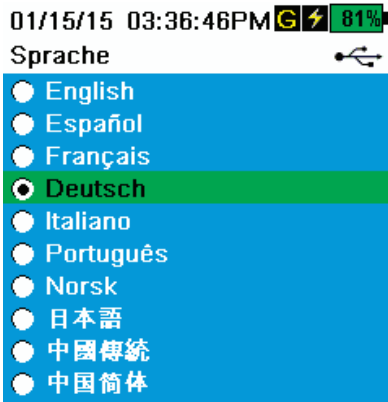 01/15/15 03:36:46PM G 81%
Sprache
English
Español
Français
Deutsch
Italiano
Português
Norsk
日本語
中國傳統
中国简体